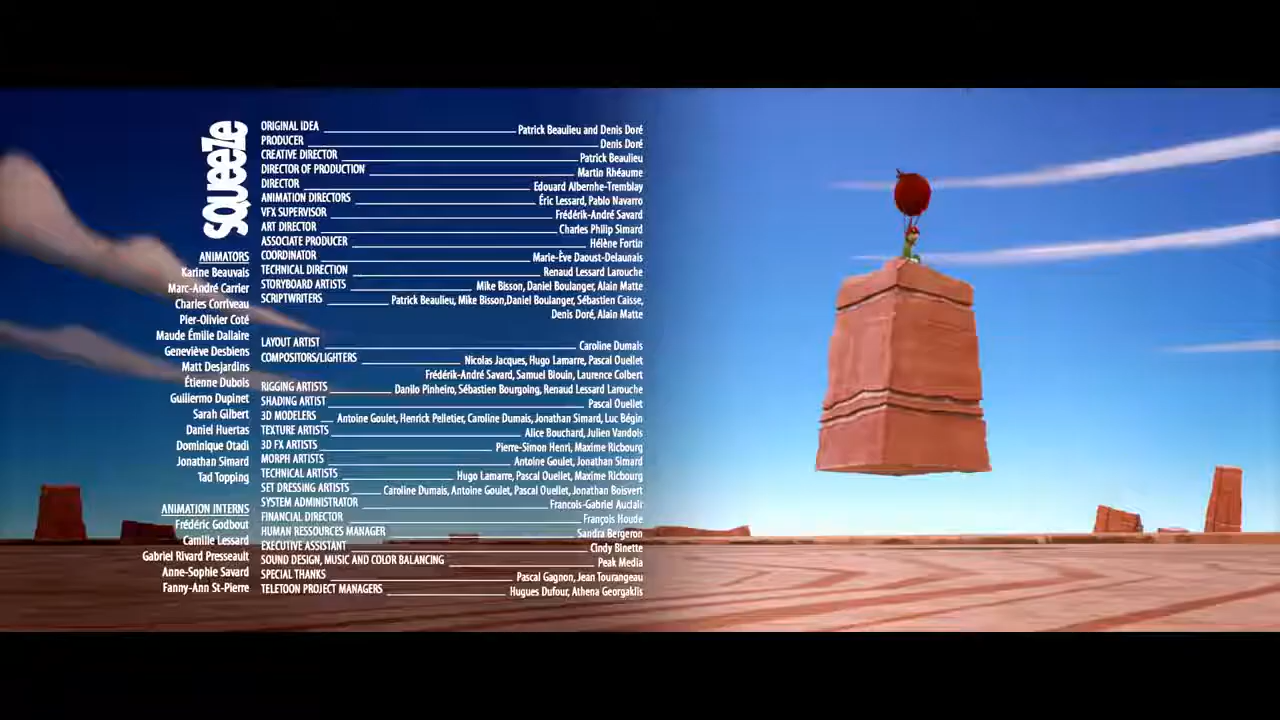 squeeze
ORIGINAL IDEA Patrick Beaulieu and Denis Doré
PRODUCER Denis Doré
CREATIVE DIRECTOR Patrick Beaulieu
DIRECTOR OF PRODUCTION Martin Rhéaume
DIRECTOR Edouard Albernhe-Tremblay
ANIMATION DIRECTORS Éric Lessard, Pablo Navarro
VFX SUPERVISOR Frédérik-André Savard
ART DIRECTOR Charles Philip Simard
ASSOCIATE PRODUCER Hélène Fortin
COORDINATOR Marie-Ève Daoust-Delaunais
TECHNICAL DIRECTION Renaud Lessard Larouche
STORYBOARD ARTISTS Mike Bisson, Daniel Boulanger, Alain Matte
SCRIPTWRITERS Patrick Beaulieu, Mike Bisson,Daniel Boulanger, Sébastien Caisse,
Denis Doré, Alain Matte
LAYOUT ARTIST Caroline Dumais
COMPOSITORS/LIGHTERS Nicolas Jacques, Hugo Lamarre, Pascal Ouellet
Frédérik-André Savard, Samuel Blouin, Laurence Colbert
RIGGING ARTISTS Danilo Pinheiro, Sébastien Bourgoing, Renaud Lessard Larouche
SHADING ARTIST Pascal Ouellet
3D MODELERS Antoine Goulet, Henrick Pelletier, Caroline Dumais, Jonathan Simard, Luc Bégin
TEXTURE ARTISTS Alice Bouchard, Julien Vandois
3D FX ARTISTS Pierre-Simon Henri, Maxime Ricbourg
MORPH ARTISTS Antoine Goulet, Jonathan Simard
TECHNICAL ARTISTS Hugo Lamarre, Pascal Ouellet, Maxime Ricbourg
SET DRESSING ARTISTS Caroline Dumais, Antoine Goulet, Pascal Ouellet, Jonathan Boisvert
SYSTEM ADMINISTRATOR Francois-Gabriel Auclair
FINANCIAL DIRECTOR François Houde
HUMAN RESSOURCES MANAGER Sandra Bergeron
EXECUTIVE ASSISTANT Cindy Binette
SOUND DESIGN, MUSIC AND COLOR BALANCING Peak Media
SPECIAL THANKS Pascal Gagnon, Jean Tourangeau
TELETOON PROJECT MANAGERS Hugues Dufour, Athena Georgaklis
ANIMATORS
Karine Beauvais
Marc-André Carrier
Charles Corriveau
Pier-Olivier Coté
Maude Émilie Dallaire
Geneviève Desbiens
Matt Desjardins
Étienne Dubois
Guillermo Dupinet
Sarah Gilbert
Daniel Huertas
Dominique Otadi
Jonathan Simard
Tad Topping
ANIMATION INTERNS
Frédéric Godbout
Camille Lessard
Gabriel Rivard Presseault
Anne-Sophie Savard
Fanny-Ann St-Pierre